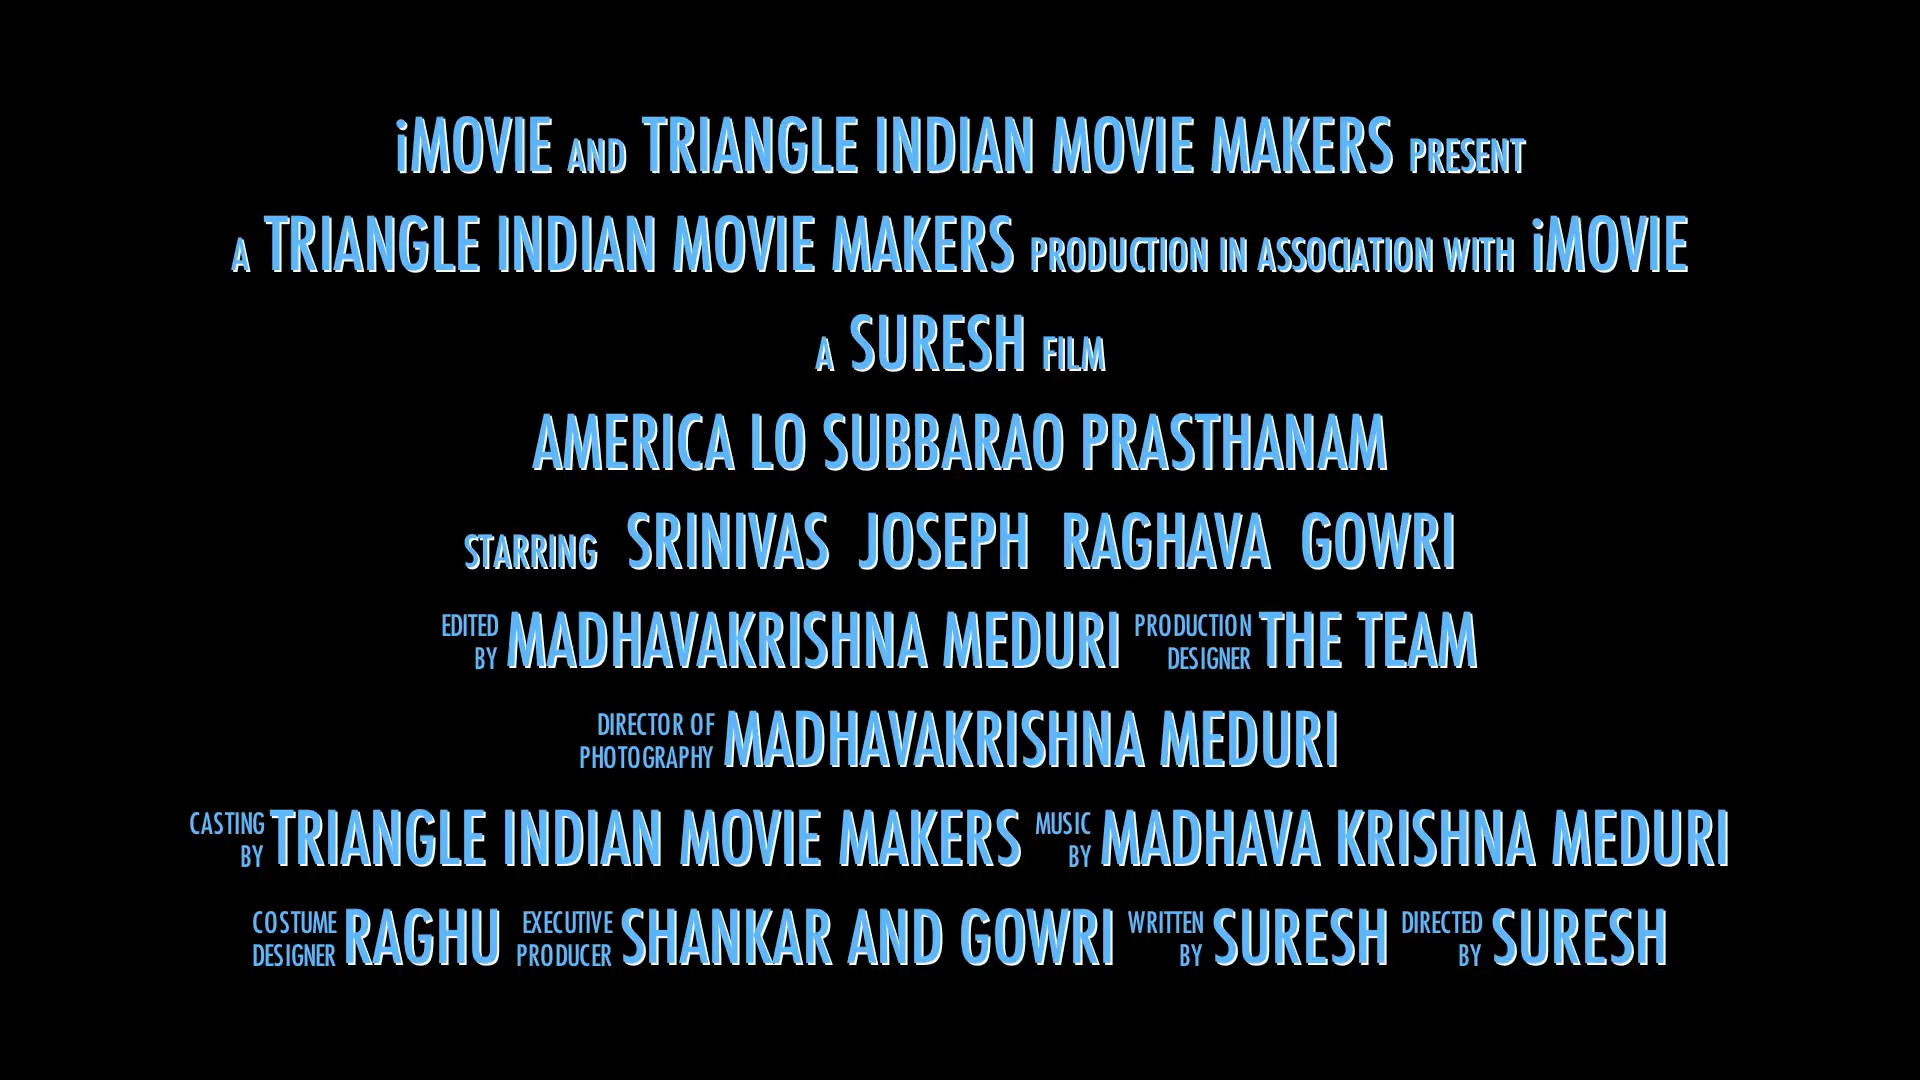 iMOVIE AND TRIANGLE INDIAN MOVIE MAKERS PRESENT
A TRIANGLE INDIAN MOVIE MAKERS PRODUCTION IN ASSOCIATION WITH iMOVIE
A SURESH FILM
AMERICA LO SUBBARAO PRASTHANAM
STARRING SRINIVAS JOSEPH RAGHAVA GOWRI
EDITED BY MADHAVAKRISHNA MEDURI PRODUCTION DESIGNER THE TEAM
DIRECTOR OF PHOTOGRAPHY MADHAVAKRISHNA MEDURI
CASTING BY TRIANGLE INDIAN MOVIE MAKERS MUSIC BY MADHAVA KRISHNA MEDURI
COSTUME DESIGNER RAGHU EXECUTIVE PRODUCER SHANKAR AND GOWRI WRITTEN BY SURESH DIRECTED BY SURESH